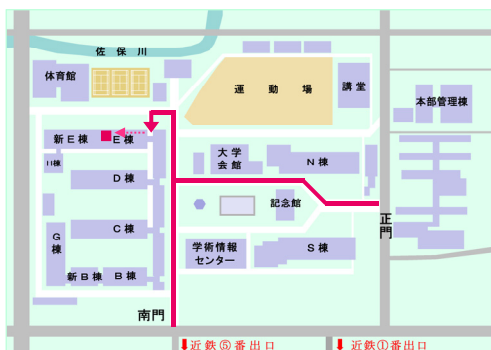 佐保川
体育館
運動場
講堂
本部管理棟
新E棟
E棟
大学
会館
N棟
D棟
記念館
正門
G棟
C棟
学術情報
センター
S棟
新B棟
B棟
南門
近鉄⑤番出口
近鉄①番出口